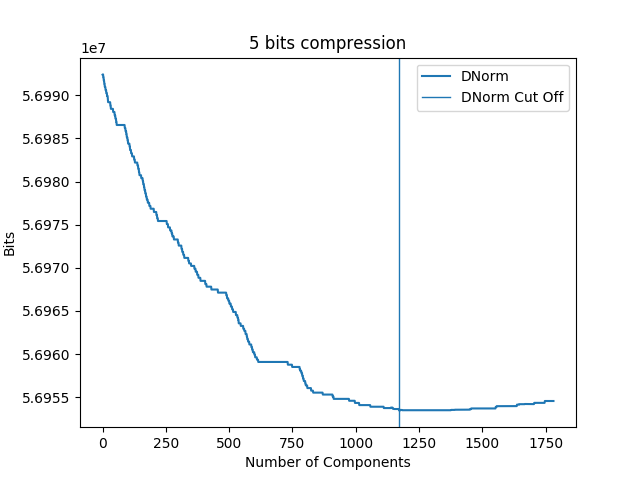 5 bits compression
1e7
DNorm
DNorm Cut Off
5.6990
5.6985
5.6980
5.6975
5.6970
5.6965
5.6960
5.6955
Bits
0 250 500 750 1000 1250 1500 1750
Number of Components